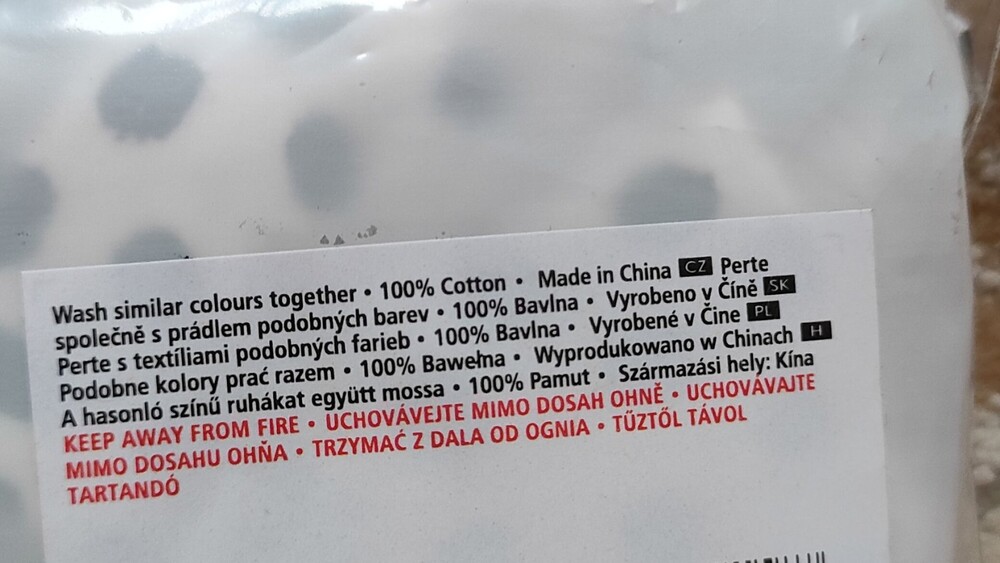 Wash similar colours together • 100% Cotton • Made in China CZ Perte
společně s prádlem podobných barev • 100% Bavlna • Vyrobeno v Číně SK
Perte s textíliami podobných farieb • 100% Bavlna • Vyrobené v Čine PL
Podobne kolory prać razem • 100% Bawełna • Wyprodukowano w Chinach H
A hasonló színű ruhákat együtt mossa • 100% Pamut • Származási hely: Kína
KEEP AWAY FROM FIRE • UCHOVÁVEJTE MIMO DOSAH OHNĚ • UCHOVÁVAJTE
MIMO DOSAHU OHŇA • TRZYMAĆ Z DALA OD OGNIA • TŰZTŐL TÁVOL
TARTANDÓ